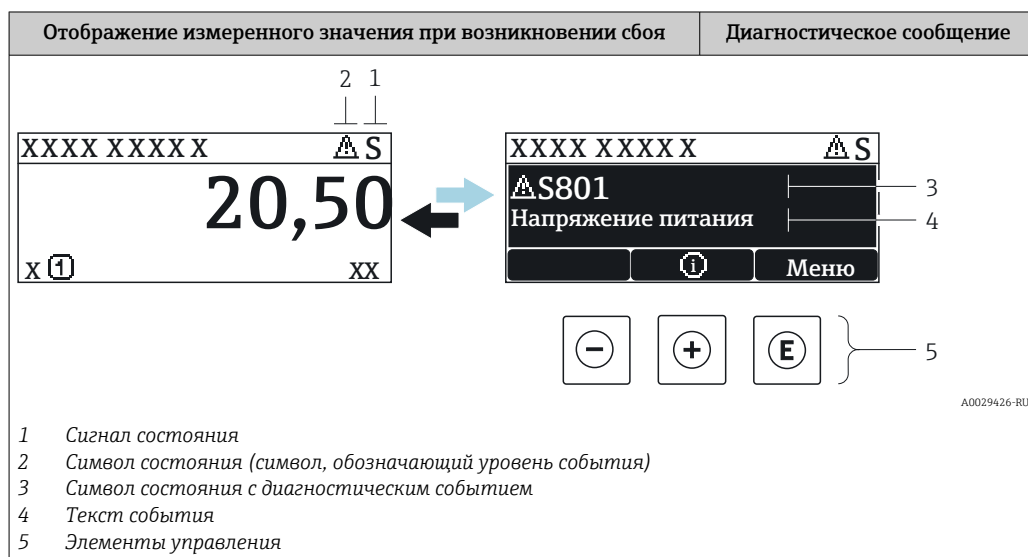 Отображение измеренного значения при возникновении сбоя Диагностическое сообщение
2 1
XXXX XXXXX S
20,50
X 1 XX
XXXX XXXXX S
S801
Напряжение питания
i Меню
3
4
E
5
A0029426-RU
1 Сигнал состояния
2 Символ состояния (символ, обозначающий уровень события)
3 Символ состояния с диагностическим событием
4 Текст события
5 Элементы управления